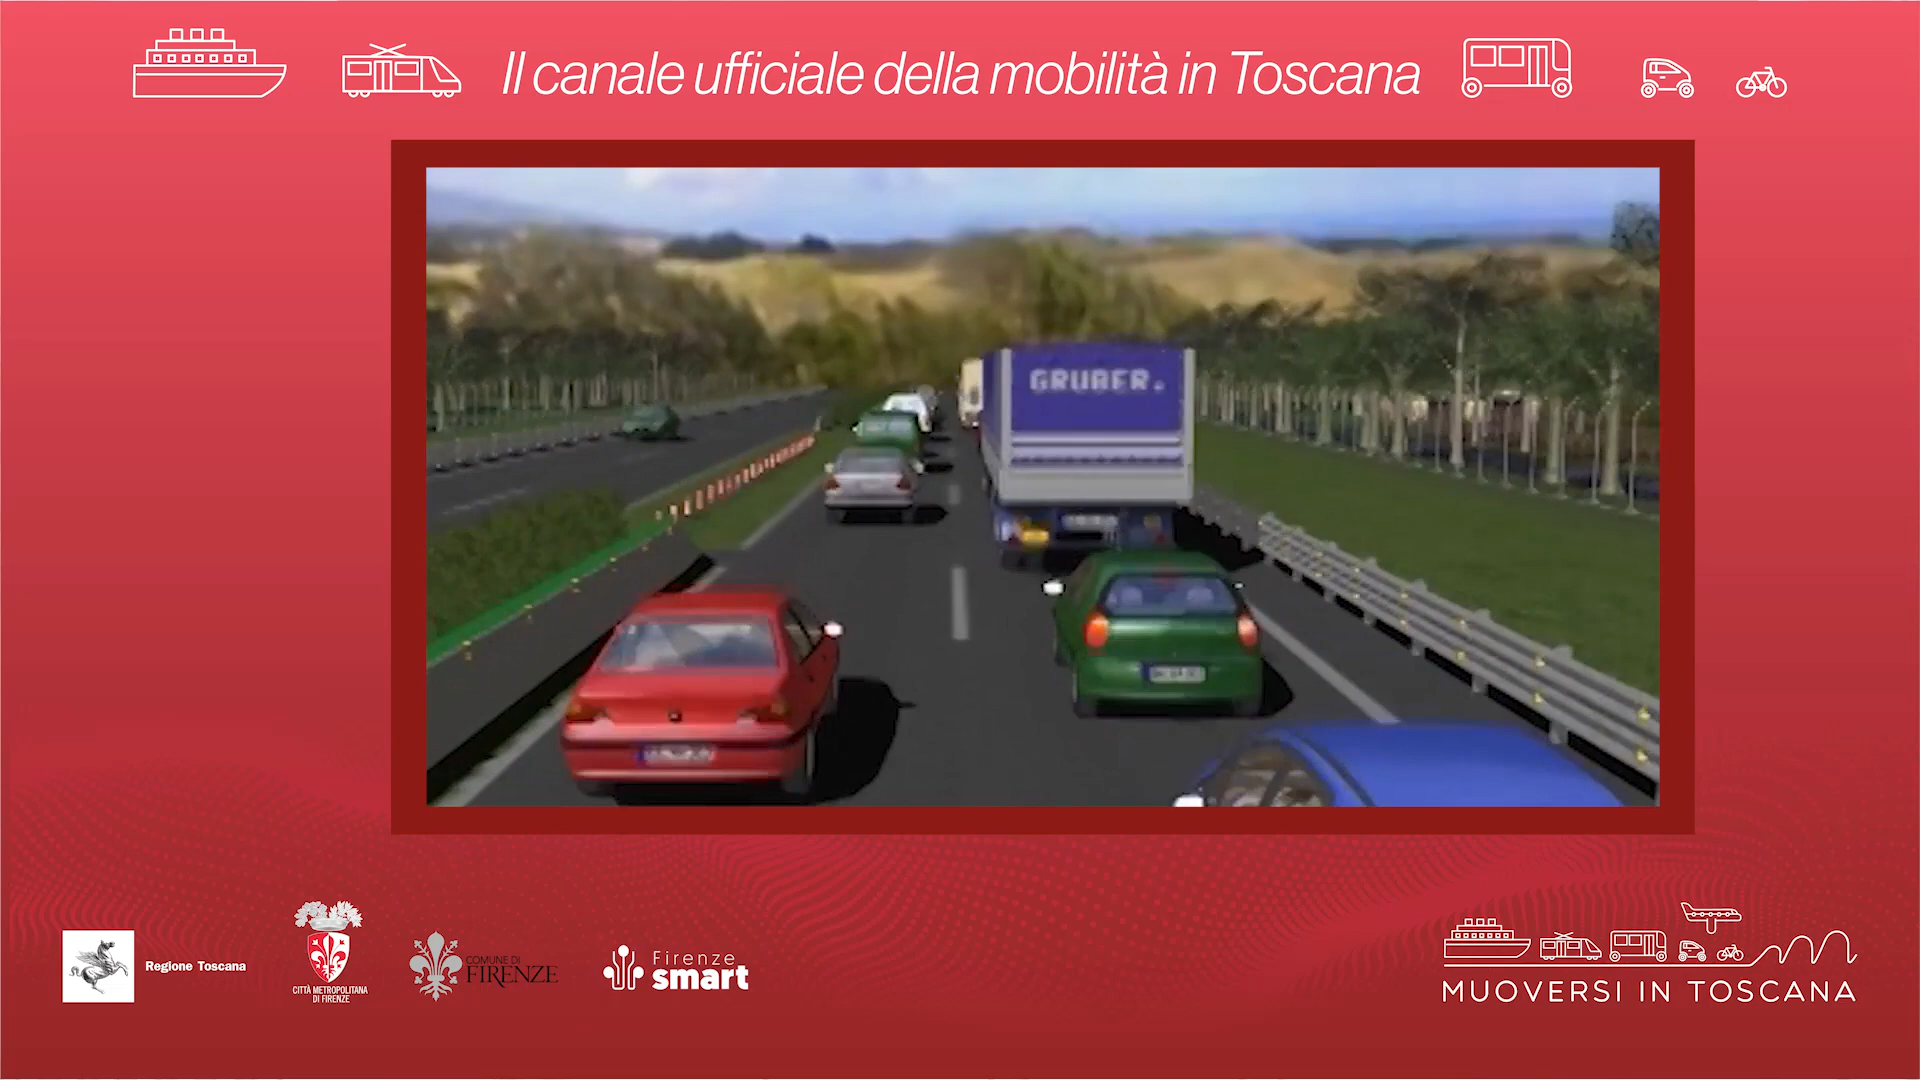 Il canale ufficiale della mobilità in Toscana
GRUBER.
Regione Toscana
CITTÀ METROPOLITANA
DI FIRENZE
COMUNE DI
FIRENZE
Firenze
smart
MUOVERSI IN TOSCANA